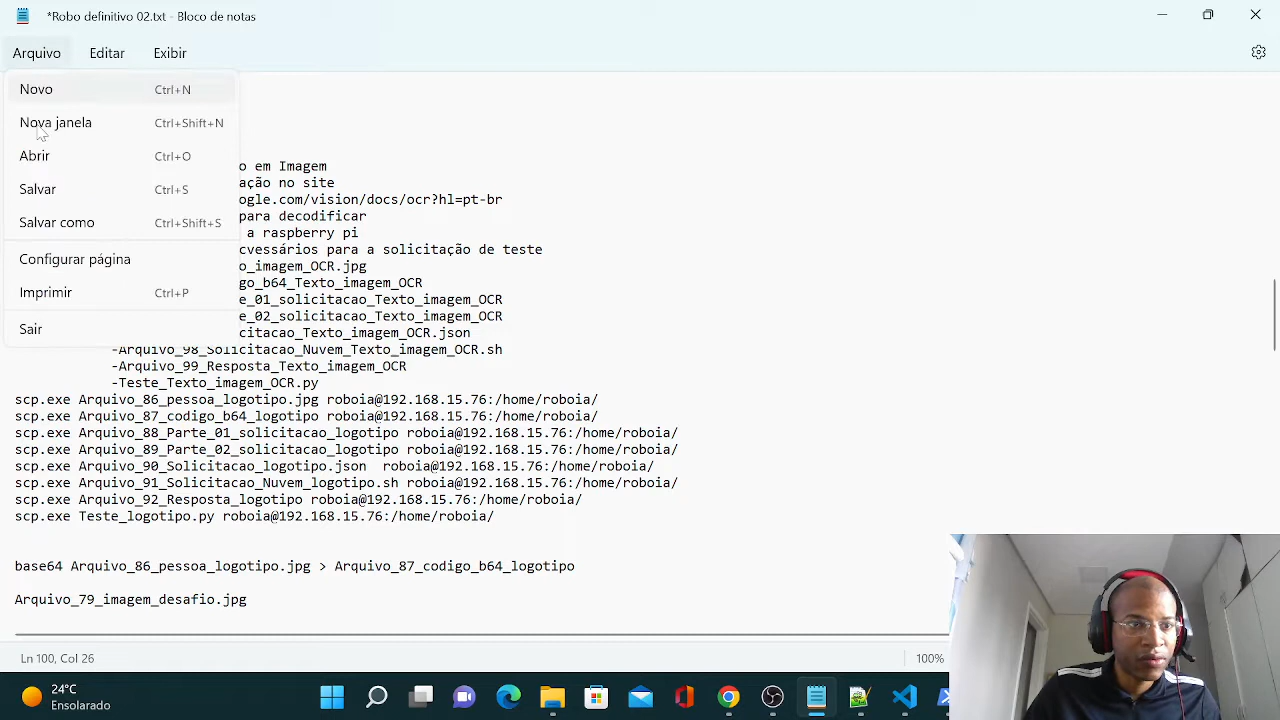 *Robo definitivo 02.txt - Bloco de notas
Arquivo Editar Exibir
Novo Ctrl+N
Nova janela Ctrl+Shift+N
Abrir Ctrl+O
Salvar Ctrl+S
Salvar como Ctrl+Shift+S
Configurar página
Imprimir Ctrl+P
Sair
o em Imagem
ação no site
ogle.com/vision/docs/ocr?hl=pt-br
para decodificar
a raspberry pi
cvessários para a solicitação de teste
o_imagem_OCR.jpg
go_b64_Texto_imagem_OCR
e_01_solicitacao_Texto_imagem_OCR
e_02_solicitacao_Texto_imagem_OCR
citacao_Texto_imagem_OCR.json
-Arquivo_98_Solicitacao_Nuvem_Texto_imagem_OCR.sh
-Arquivo_99_Resposta_Texto_imagem_OCR
-Teste_Texto_imagem_OCR.py
scp.exe Arquivo_86_pessoa_logotipo.jpg roboia@192.168.15.76:/home/roboia/
scp.exe Arquivo_87_codigo_b64_logotipo roboia@192.168.15.76:/home/roboia/
scp.exe Arquivo_88_Parte_01_solicitacao_logotipo roboia@192.168.15.76:/home/roboia/
scp.exe Arquivo_89_Parte_02_solicitacao_logotipo roboia@192.168.15.76:/home/roboia/
scp.exe Arquivo_90_Solicitacao_logotipo.json  roboia@192.168.15.76:/home/roboia/
scp.exe Arquivo_91_Solicitacao_Nuvem_logotipo.sh roboia@192.168.15.76:/home/roboia/
scp.exe Arquivo_92_Resposta_logotipo roboia@192.168.15.76:/home/roboia/
scp.exe Teste_logotipo.py roboia@192.168.15.76:/home/roboia/
base64 Arquivo_86_pessoa_logotipo.jpg > Arquivo_87_codigo_b64_logotipo
Arquivo_79_imagem_desafio.jpg
Ln 100, Col 26 100%
24°C
Ensolarado